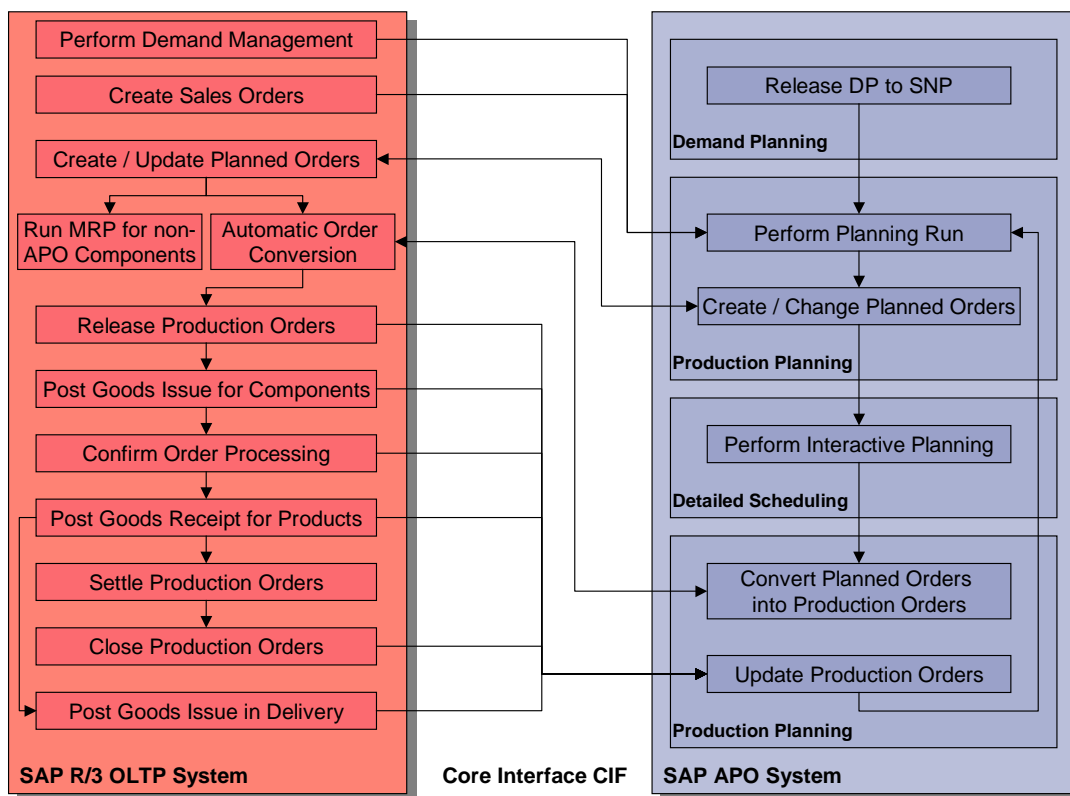 Perform Demand Management
Create Sales Orders
Create / Update Planned Orders
Run MRP for non-
APO Components
Automatic Order
Conversion
Release Production Orders
Post Goods Issue for Components
Confirm Order Processing
Post Goods Receipt for Products
Settle Production Orders
Close Production Orders
Post Goods Issue in Delivery
SAP R/3 OLTP System
Core Interface CIF
Release DP to SNP
Demand Planning
Perform Planning Run
Create / Change Planned Orders
Production Planning
Perform Interactive Planning
Detailed Scheduling
Convert Planned Orders
into Production Orders
Update Production Orders
Production Planning
SAP APO System